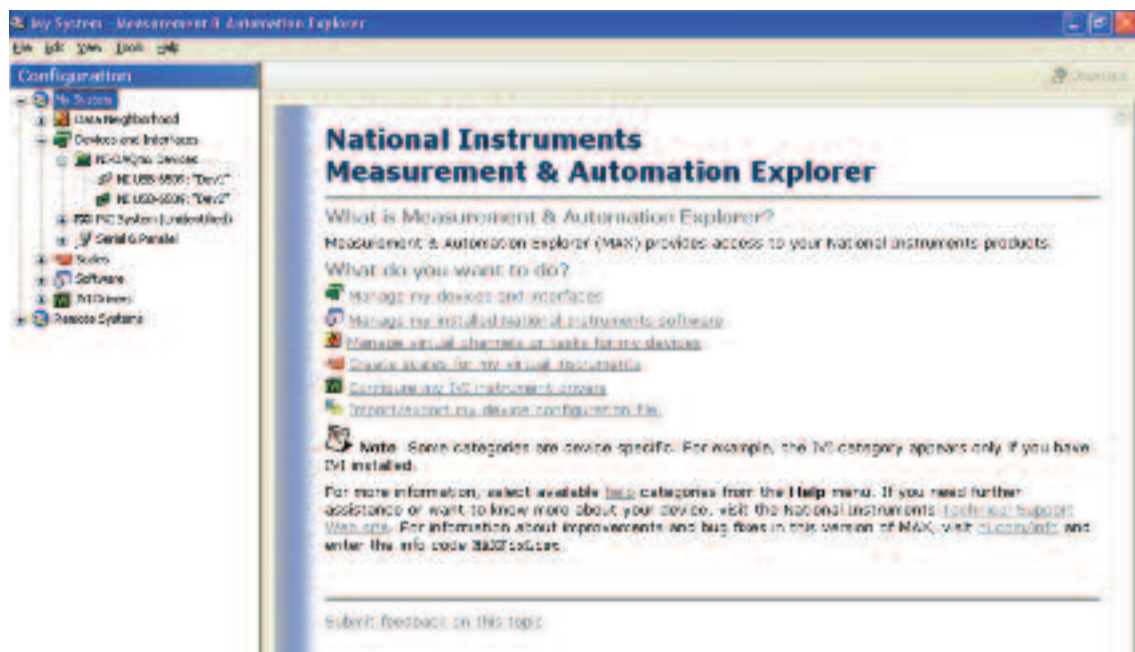 My System - Measurement & Automation Explorer
File Edit View Tools Help
Configuration
My System
Data Neighborhood
Devices and Interfaces
NI-DAQmx Devices
NI USB-6509: "Dev1"
"Dev2"
PXI PXI System (Unidentified)
Serial & Parallel
Scales
Software
IVI Drivers
Remote Systems
National Instruments
Measurement & Automation Explorer
What is Measurement & Automation Explorer?
Measurement & Automation Explorer (MAX) provides access to your National Instruments products.
What do you want to do?
Manage my devices and interfaces
Manage my installed National Instruments software
Manage virtual channels or tasks for my devices
Create scales for my virtual instruments
Configure my IVI instrument drivers
Import/export my device configuration file.
Note Some categories are device specific. For example, the IVI category appears only if you have
IVI installed.
For more information, select available help categories from the Help menu. If you need further
assistance or want to know more about your device, visit the National Instruments Technical Support
Web site. For information about improvements and bug fixes in this version of MAX, visit ni.com/info and
enter the info code MAXFixList.
Submit feedback on this topic